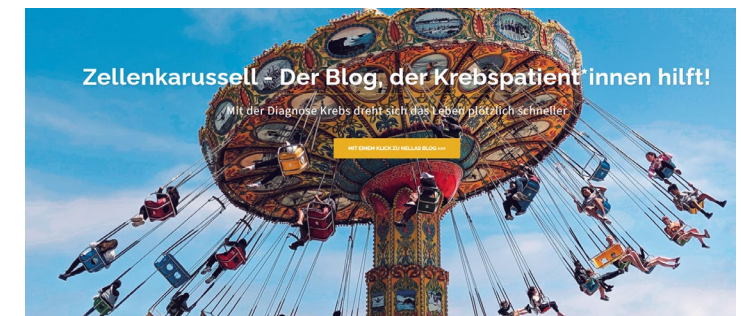 Zellenkarussell - Der Blog, der Krebspatient*innen hilft!
Mit der Diagnose Krebs dreht sich das Leben plötzlich schneller
MIT EINEM KLICK ZU NELLAS BLOG >>>